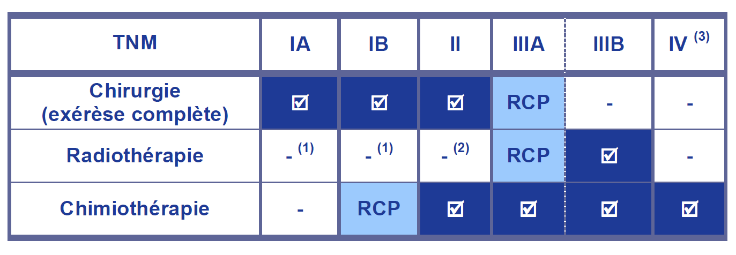 TNM IA IB II IIIA IIIB IV (3)
Chirurgie
(exérèse complète) ☑ ☑ ☑ RCP - -
Radiothérapie - (1) - (1) - (2) RCP ☑ -
Chimiothérapie - RCP ☑ ☑ ☑ ☑